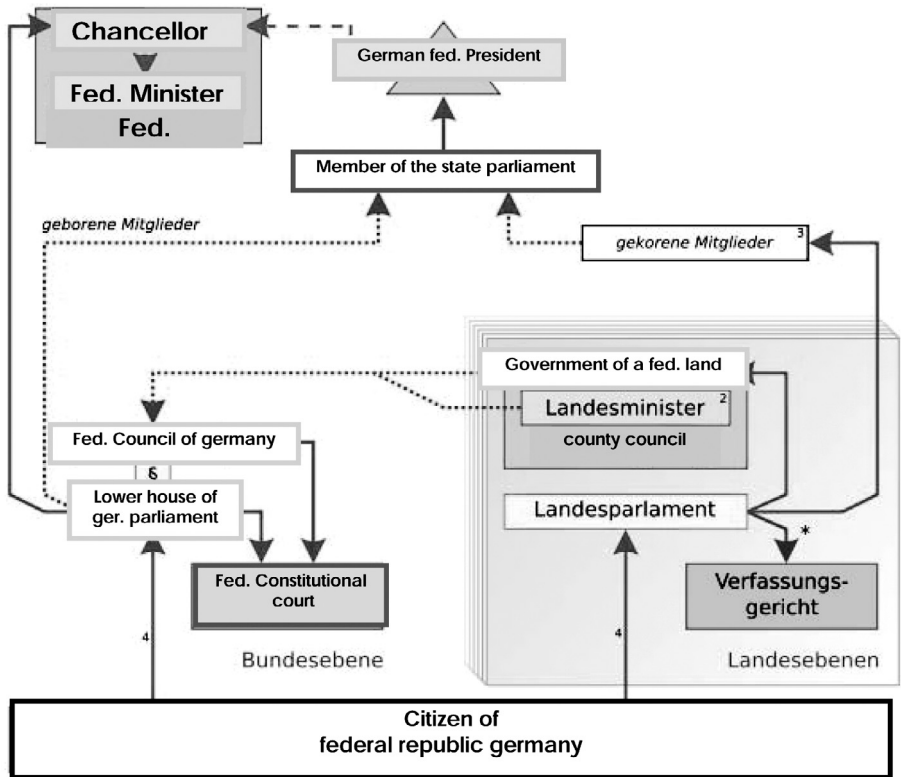 Chancellor
German fed. President
Fed. Minister
Fed.
Member of the state parliament
geborene Mitglieder
gekorene Mitglieder 3
Government of a fed. land
Landesminister 2
county council
Fed. Council of germany
Lower house of
ger. parliament
Landesparlament
*
Fed. Constitutional
court
Verfassungs-
gericht
4
4
Bundesebene
Landesebenen
Citizen of
federal republic germany